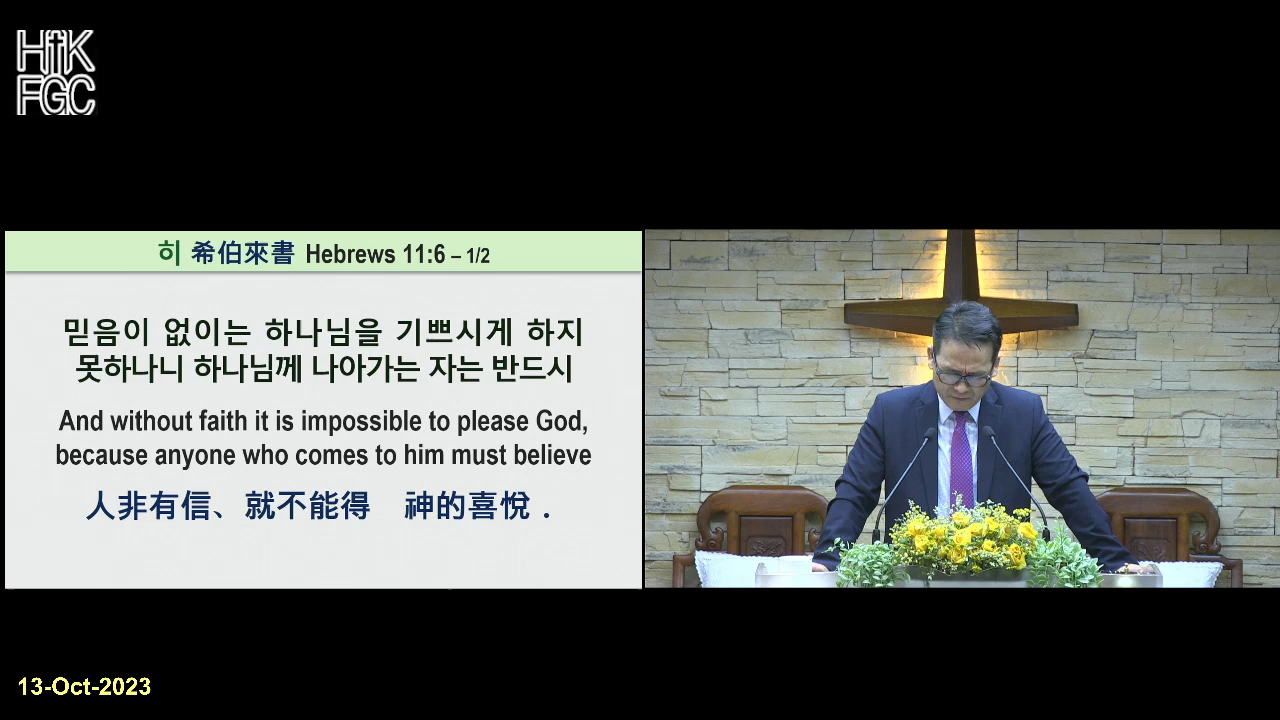 HfK
FGC
히 希伯來書 Hebrews 11:6 – 1/2
믿음이 없이는 하나님을 기쁘시게 하지
못하나니 하나님께 나아가는 자는 반드시
And without faith it is impossible to please God,
because anyone who comes to him must believe
人非有信、就不能得　神的喜悅．
13-Oct-2023